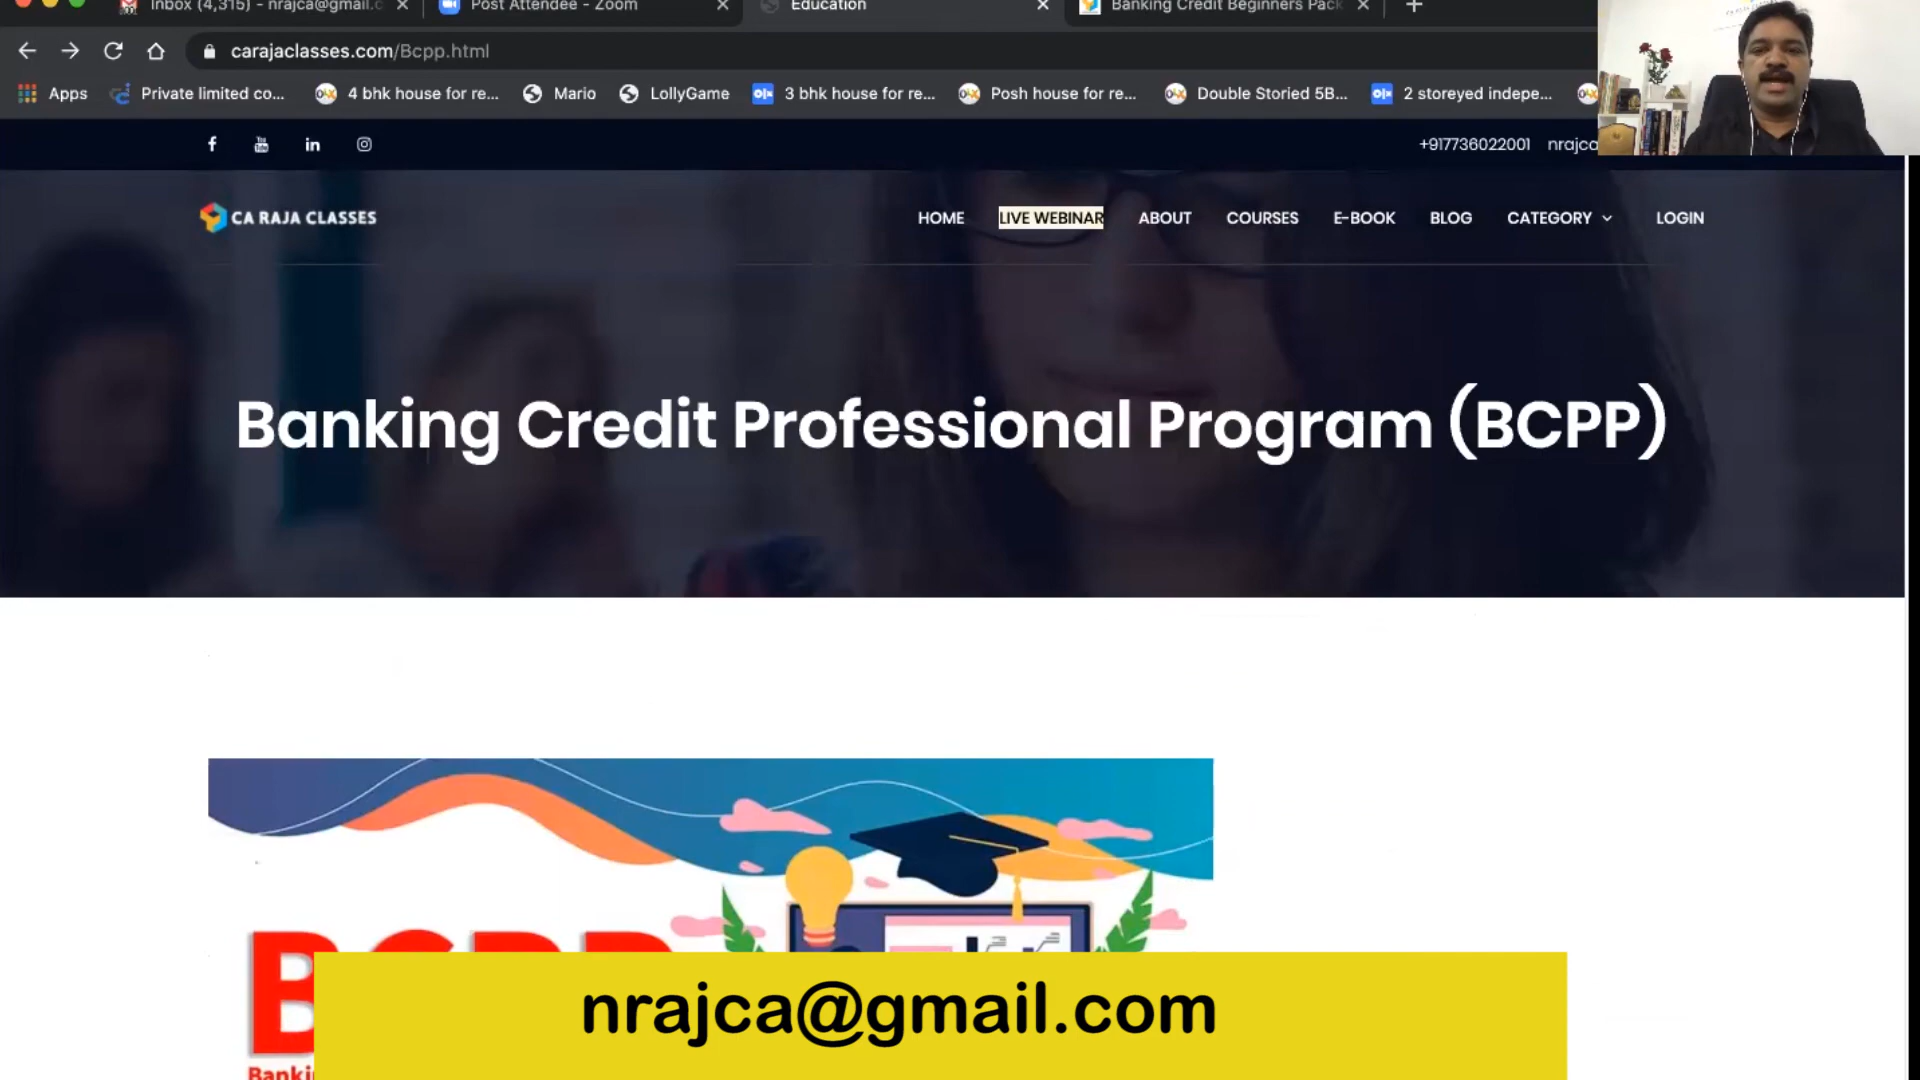 Inbox (4,315) - nrajca@gmail.c
Post Attendee - Zoom
Education
Banking Credit Beginners Pack
carajaclasses.com/Bcpp.html
Apps
Private limited co...
4 bhk house for re...
Mario
LollyGame
3 bhk house for re...
Posh house for re...
Double Storied 5B...
2 storeyed indepe...
+917736022001 nrajca
CA RAJA CLASSES
HOME LIVE WEBINAR ABOUT COURSES E-BOOK BLOG CATEGORY LOGIN
Banking Credit Professional Program (BCPP)
BCPP
nrajca@gmail.com
Banki